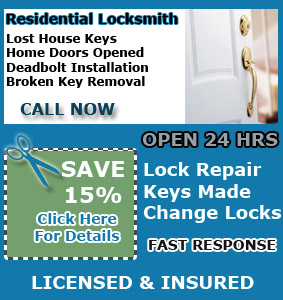 Residential Locksmith
Lost House Keys
Home Doors Opened
Deadbolt Installation
Broken Key Removal
CALL NOW
OPEN 24 HRS
SAVE
15%
Click Here
For Details
Lock Repair
Keys Made
Change Locks
FAST RESPONSE
LICENSED & INSURED